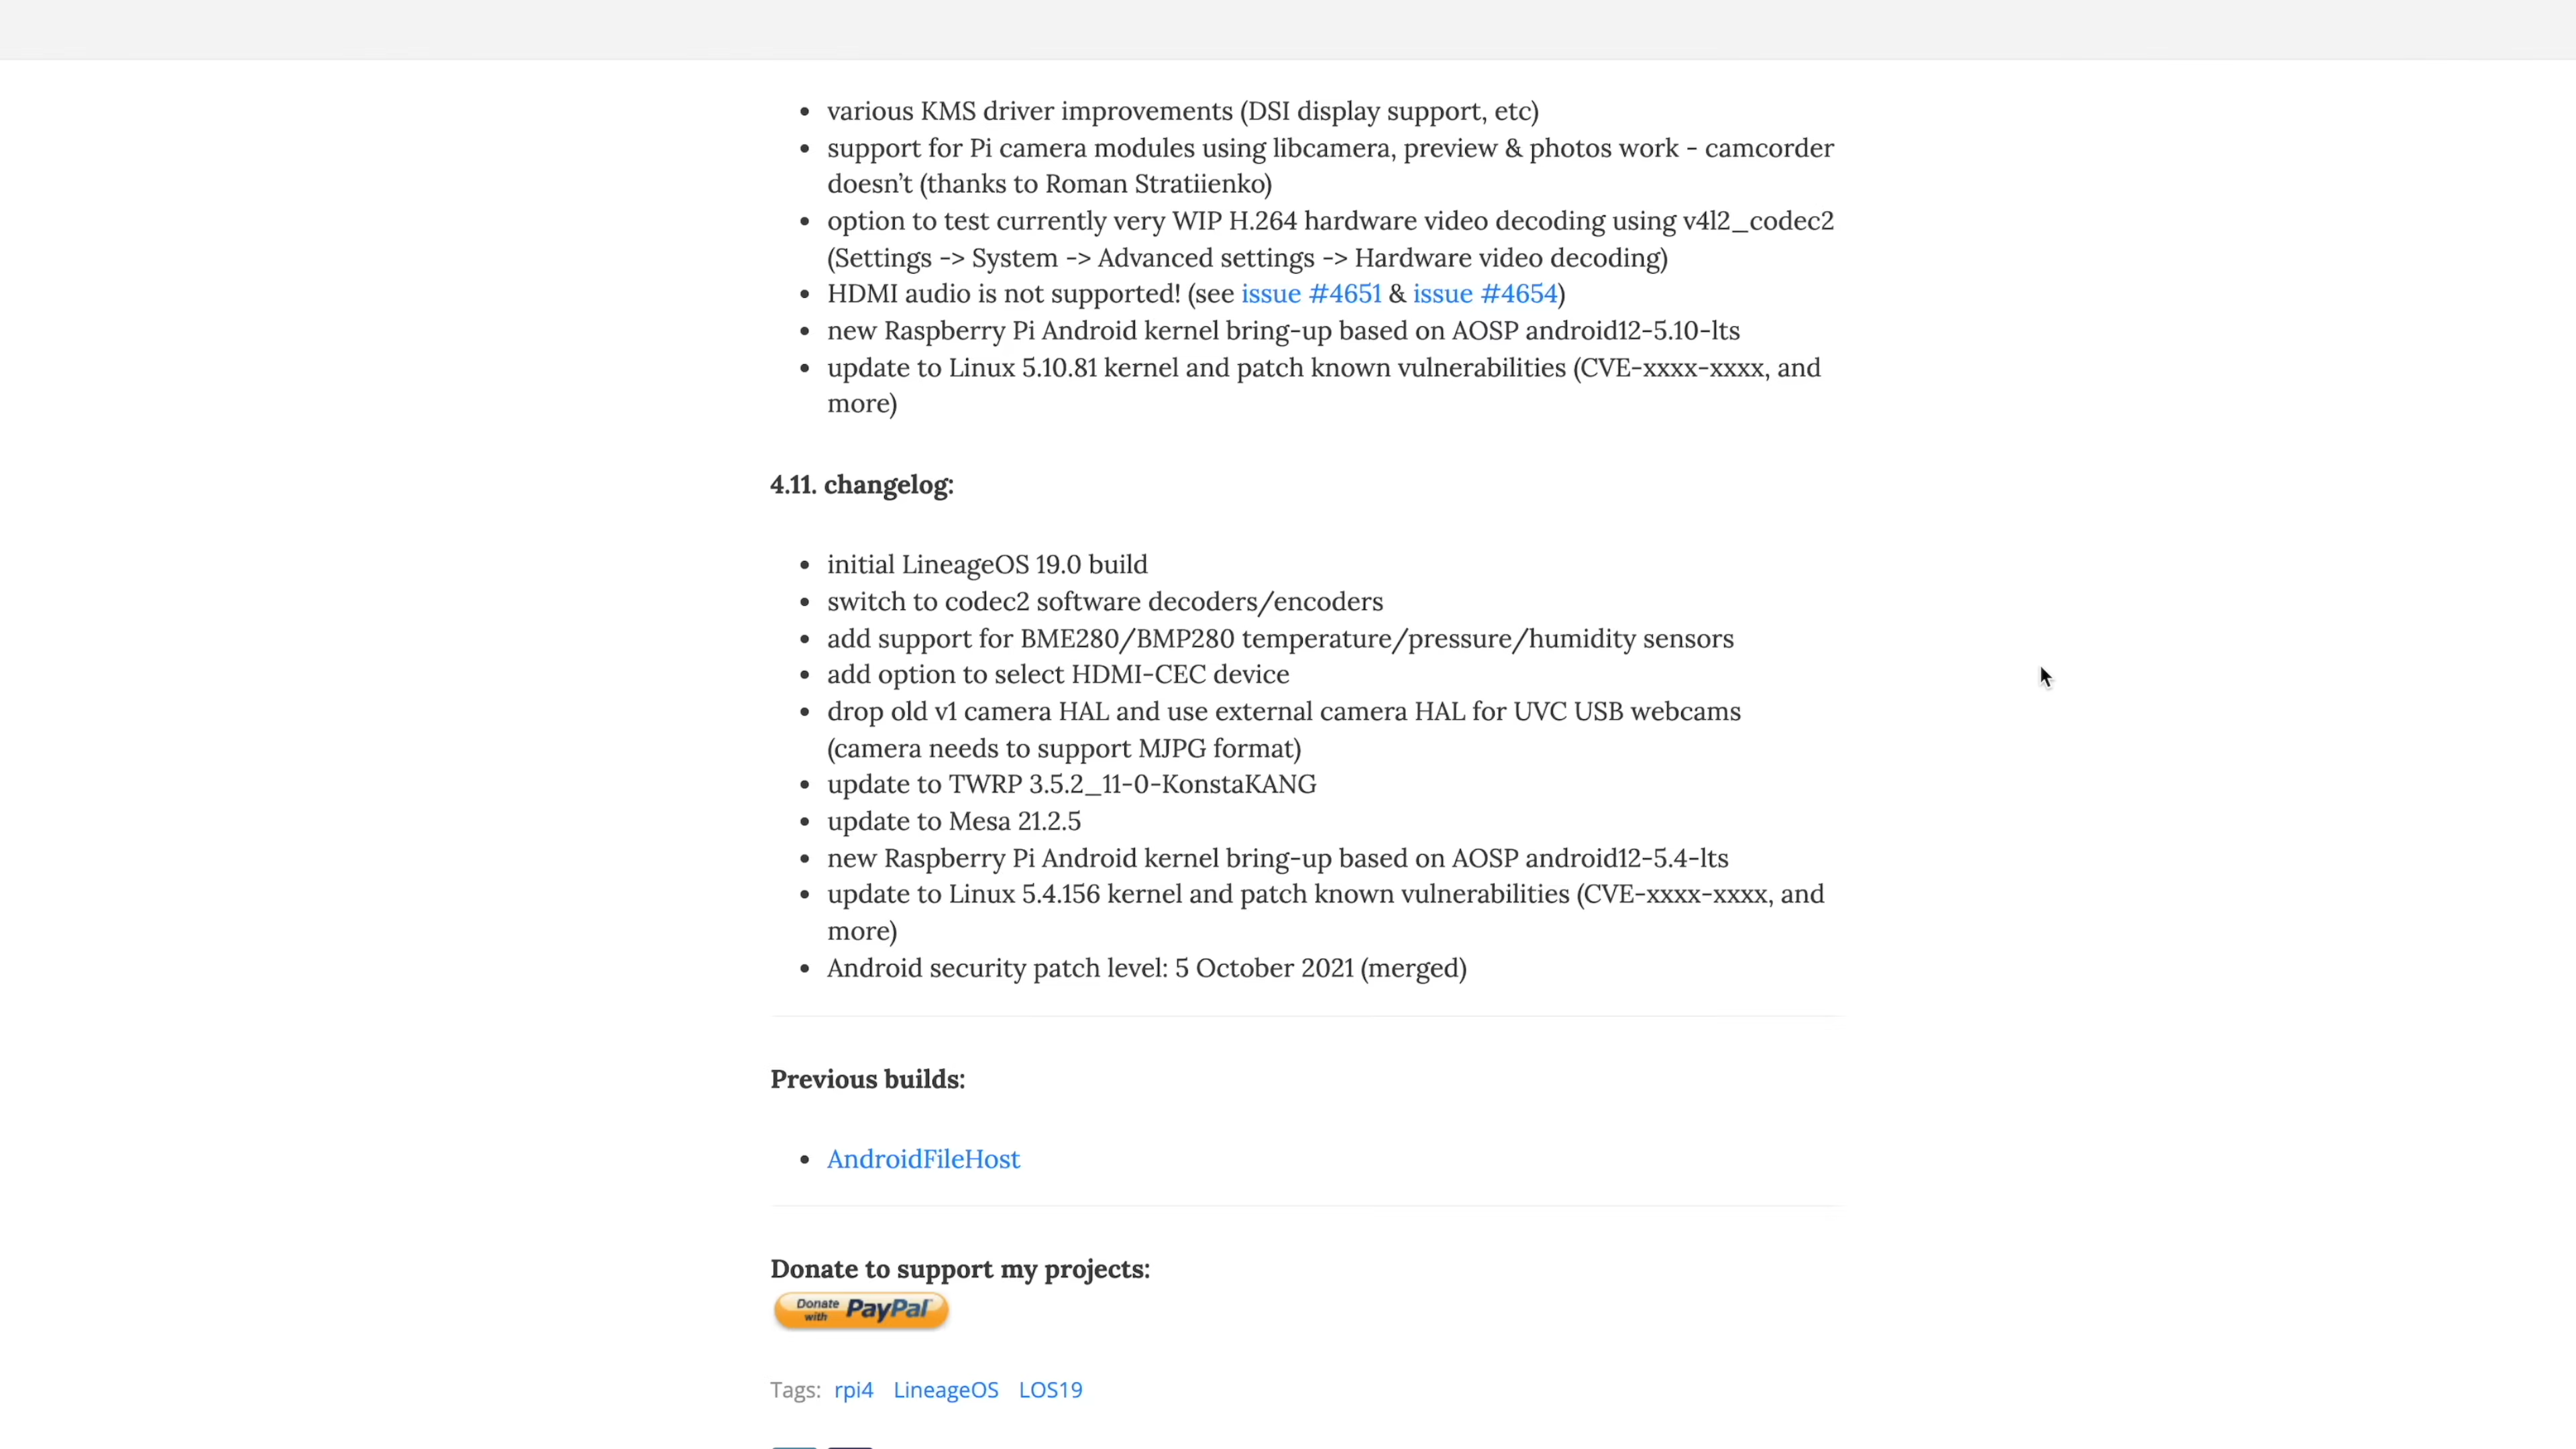 various KMS driver improvements (DSI display support, etc)
support for Pi camera modules using libcamera, preview & photos work - camcorder
doesn't (thanks to Roman Stratiienko)
option to test currently very WIP H.264 hardware video decoding using v4l2_codec2
(Settings -> System -> Advanced settings -> Hardware video decoding)
HDMI audio is not supported! (see issue #4651 & issue #4654)
new Raspberry Pi Android kernel bring-up based on AOSP android12-5.10-lts
update to Linux 5.10.81 kernel and patch known vulnerabilities (CVE-xxxx-xxxx, and
more)
4.11. changelog:
initial LineageOS 19.0 build
switch to codec2 software decoders/encoders
add support for BME280/BMP280 temperature/pressure/humidity sensors
add option to select HDMI-CEC device
drop old v1 camera HAL and use external camera HAL for UVC USB webcams
(camera needs to support MJPG format)
update to TWRP 3.5.2_11-0-KonstaKANG
update to Mesa 21.2.5
new Raspberry Pi Android kernel bring-up based on AOSP android12-5.4-lts
update to Linux 5.4.156 kernel and patch known vulnerabilities (CVE-xxxx-xxxx, and
more)
Android security patch level: 5 October 2021 (merged)
Previous builds:
AndroidFileHost
Donate to support my projects:
Donate with PayPal
Tags: rpi4 LineageOS LOS19